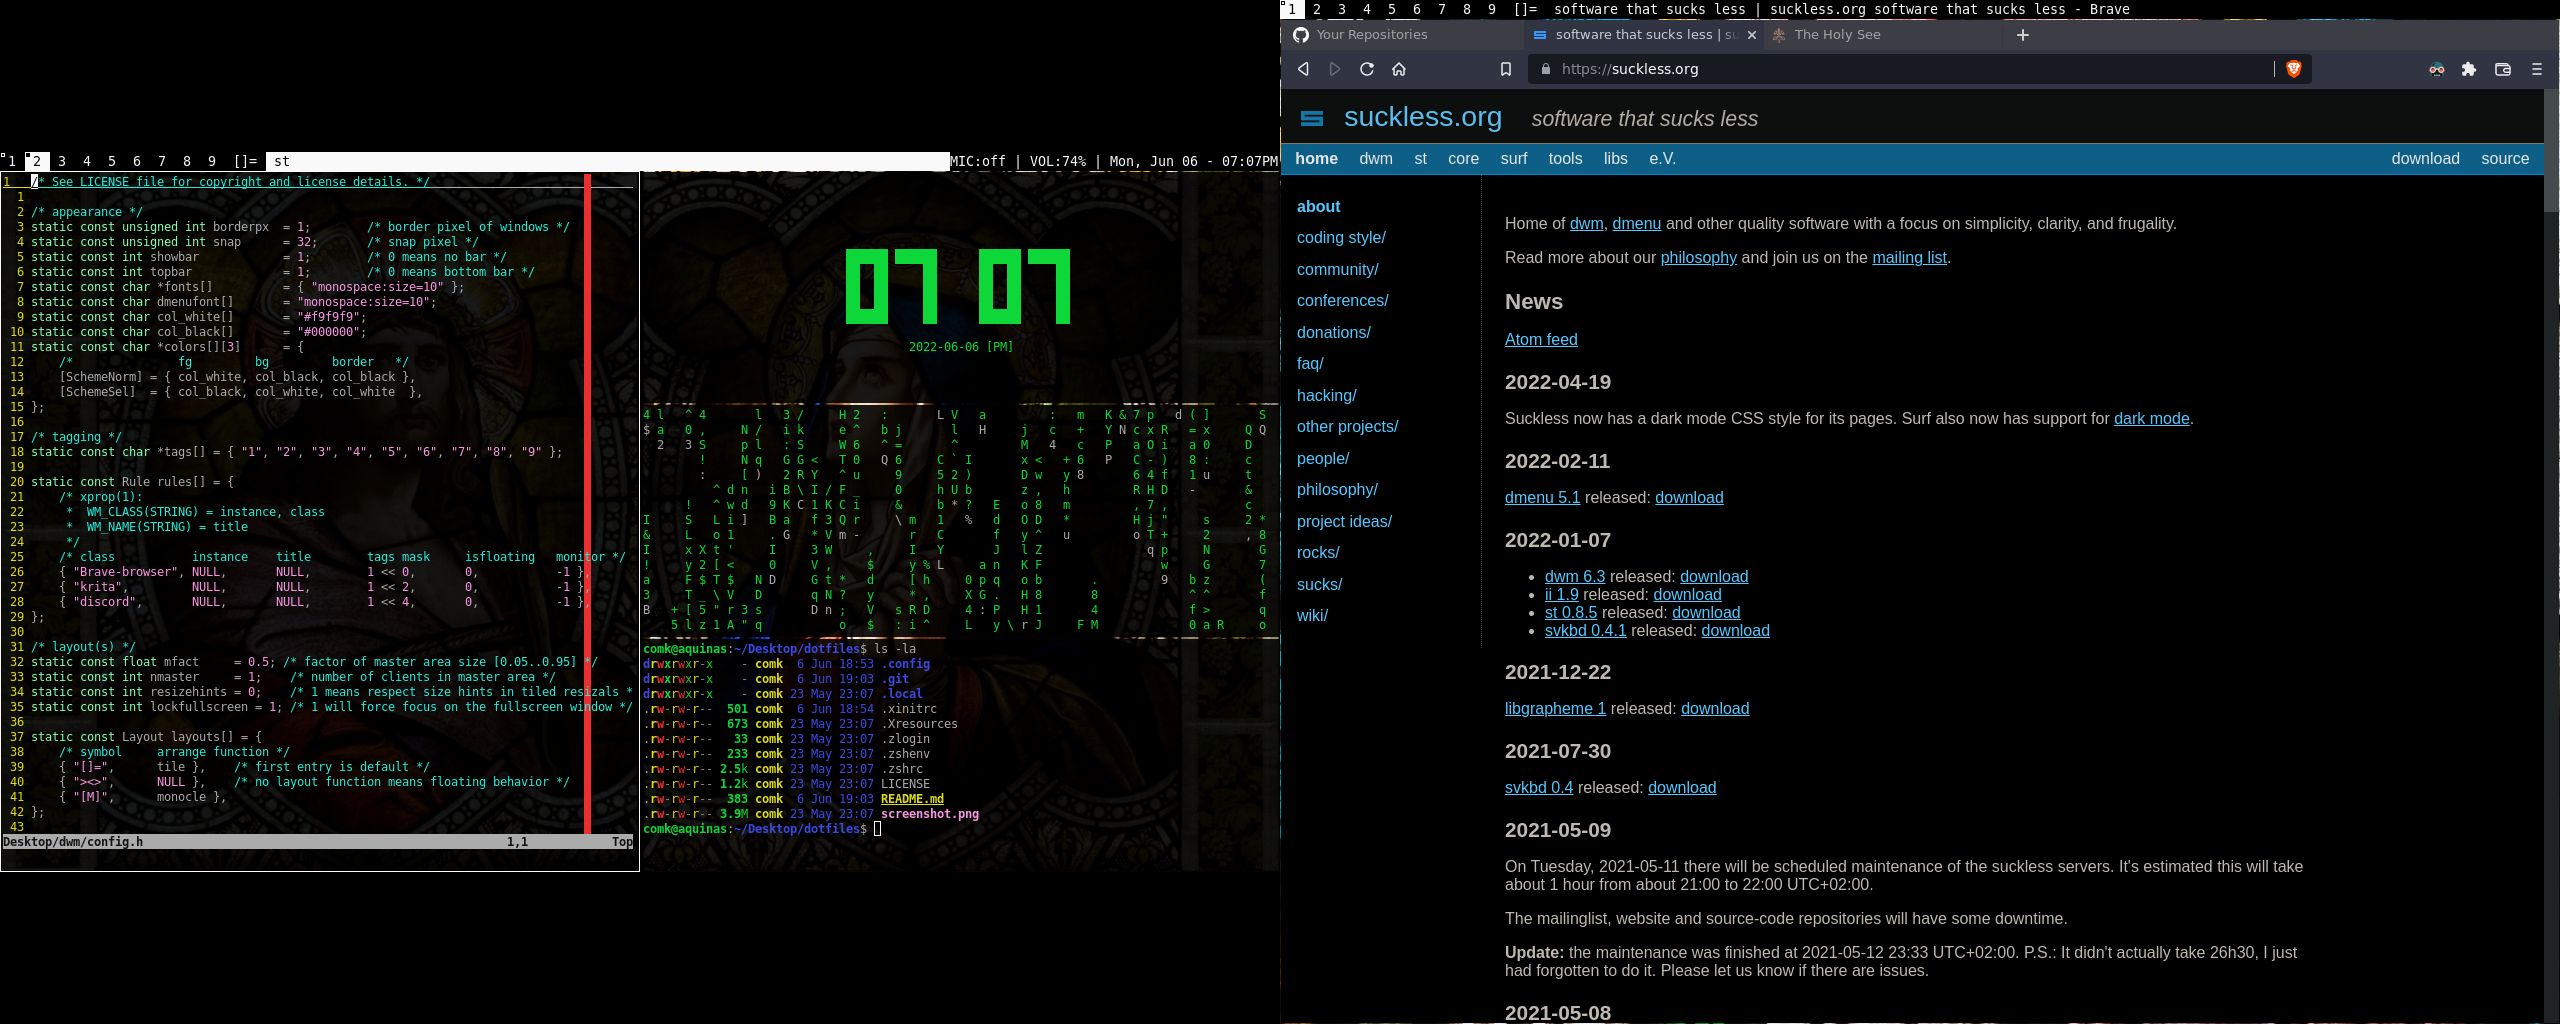 1 2 3 4 5 6 7 8 9 []= st MIC:off | VOL:74% | Mon, Jun 06 - 07:07PM
1 /* See LICENSE file for copyright and license details. */
1
2 /* appearance */
3 static const unsigned int borderpx  = 1;        /* border pixel of windows */
4 static const unsigned int snap      = 32;       /* snap pixel */
5 static const int showbar            = 1;        /* 0 means no bar */
6 static const int topbar             = 1;        /* 0 means bottom bar */
7 static const char *fonts[]          = { "monospace:size=10" };
8 static const char dmenufont[]       = "monospace:size=10";
9 static const char col_white[]       = "#f9f9f9";
10 static const char col_black[]       = "#000000";
11 static const char *colors[][3]      = {
12     /*               fg         bg         border   */
13     [SchemeNorm] = { col_white, col_black, col_black },
14     [SchemeSel]  = { col_black, col_white, col_white  },
15 };
16
17 /* tagging */
18 static const char *tags[] = { "1", "2", "3", "4", "5", "6", "7", "8", "9" };
19
20 static const Rule rules[] = {
21     /* xprop(1):
22      *  WM_CLASS(STRING) = instance, class
23      *  WM_NAME(STRING) = title
24      */
25     /* class           instance    title        tags mask     isfloating   monitor */
26     { "Brave-browser", NULL,       NULL,        1 << 0,       0,           -1 },
27     { "krita",         NULL,       NULL,        1 << 2,       0,           -1 },
28     { "discord",       NULL,       NULL,        1 << 4,       0,           -1 },
29 };
30
31 /* layout(s) */
32 static const float mfact     = 0.5; /* factor of master area size [0.05..0.95] */
33 static const int nmaster     = 1;    /* number of clients in master area */
34 static const int resizehints = 0;    /* 1 means respect size hints in tiled resizals *
35 static const int lockfullscreen = 1; /* 1 will force focus on the fullscreen window */
36
37 static const Layout layouts[] = {
38     /* symbol     arrange function */
39     { "[]=",      tile },    /* first entry is default */
40     { "><>",      NULL },    /* no layout function means floating behavior */
41     { "[M]",      monocle },
42 };
43
Desktop/dwm/config.h 1,1 Top
07 07
2022-06-06 [PM]
comk@aquinas:~/Desktop/dotfiles$ ls -la
drwxrwxr-x    - comk  6 Jun 18:53 .config
drwxrwxr-x    - comk  6 Jun 19:03 .git
drwxrwxr-x    - comk 23 May 23:07 .local
.rw-rw-r--  501 comk  6 Jun 18:54 .xinitrc
.rw-rw-r--  673 comk 23 May 23:07 .Xresources
.rw-rw-r--   33 comk 23 May 23:07 .zlogin
.rw-rw-r--  233 comk 23 May 23:07 .zshenv
.rw-rw-r-- 2.5k comk 23 May 23:07 .zshrc
.rw-rw-r-- 1.2k comk 23 May 23:07 LICENSE
.rw-rw-r--  383 comk  6 Jun 19:03 README.md
.rw-rw-r-- 3.9M comk 23 May 23:07 screenshot.png
comk@aquinas:~/Desktop/dotfiles$
1 2 3 4 5 6 7 8 9 []= software that sucks less | suckless.org software that sucks less - Brave
Your Repositories
software that sucks less | su
The Holy See
https://suckless.org
suckless.org software that sucks less
home dwm st core surf tools libs e.V. download source
about
coding style/
community/
conferences/
donations/
faq/
hacking/
other projects/
people/
philosophy/
project ideas/
rocks/
sucks/
wiki/
Home of dwm, dmenu and other quality software with a focus on simplicity, clarity, and frugality.
Read more about our philosophy and join us on the mailing list.
News
Atom feed
2022-04-19
Suckless now has a dark mode CSS style for its pages. Surf also now has support for dark mode.
2022-02-11
dmenu 5.1 released: download
2022-01-07
• dwm 6.3 released: download
• ii 1.9 released: download
• st 0.8.5 released: download
• svkbd 0.4.1 released: download
2021-12-22
libgrapheme 1 released: download
2021-07-30
svkbd 0.4 released: download
2021-05-09
On Tuesday, 2021-05-11 there will be scheduled maintenance of the suckless servers. It's estimated this will take
about 1 hour from about 21:00 to 22:00 UTC+02:00.
The mailinglist, website and source-code repositories will have some downtime.
Update: the maintenance was finished at 2021-05-12 23:33 UTC+02:00. P.S.: It didn't actually take 26h30, I just
had forgotten to do it. Please let us know if there are issues.
2021-05-08